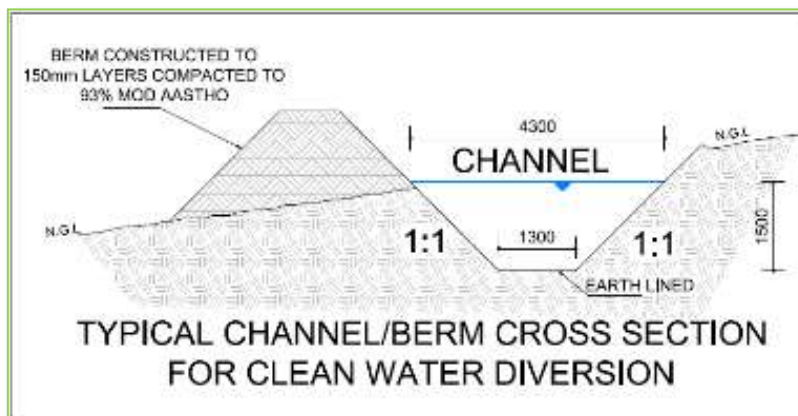 BERM CONSTRUCTED TO
150mm LAYERS COMPACTED TO
93% MOD AASTHO
4300
N.G.L
CHANNEL
N.G.L
1:1
1300
1:1
1500
EARTH LINED
TYPICAL CHANNEL/BERM CROSS SECTION
FOR CLEAN WATER DIVERSION